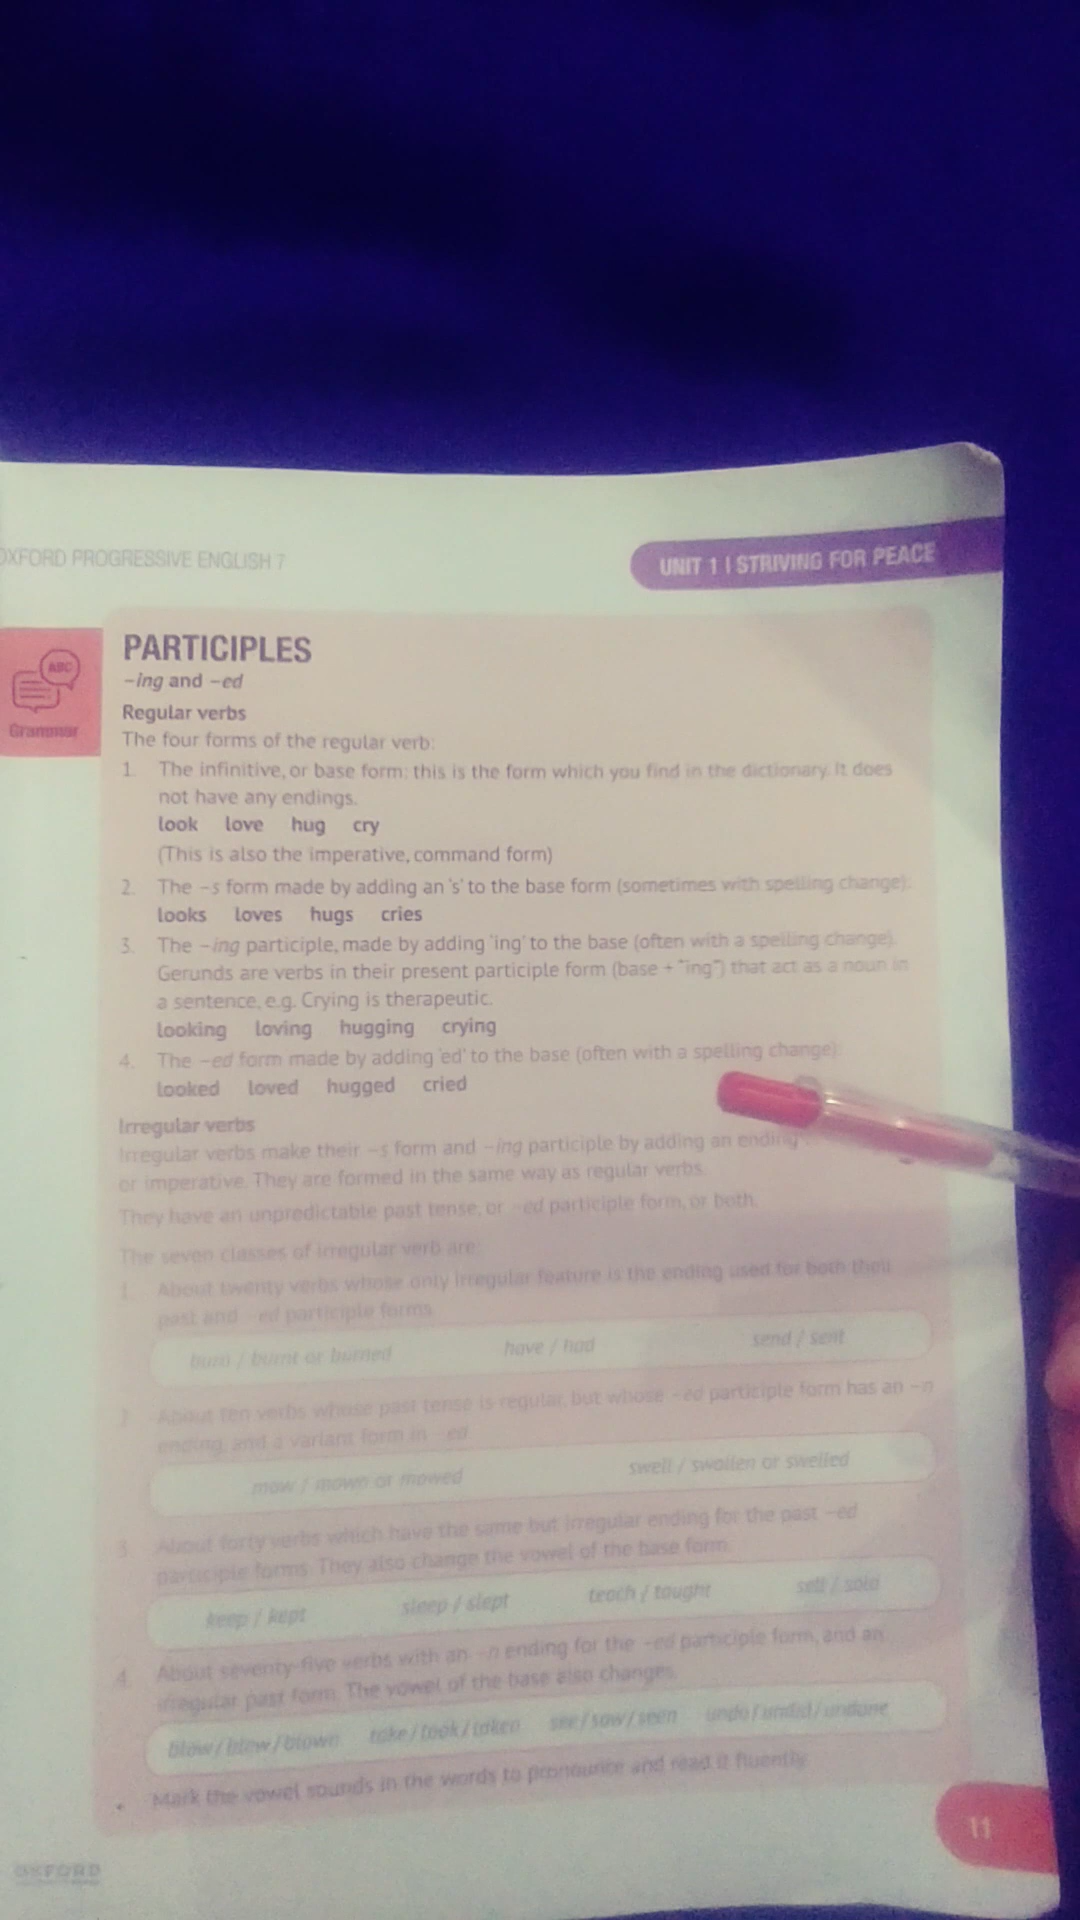 OXFORD PROGRESSIVE ENGLISH 7
UNIT 1 | STRIVING FOR PEACE
ABC
Grammar
PARTICIPLES
-ing and -ed
Regular verbs
The four forms of the regular verb:
1. The infinitive, or base form: this is the form which you find in the dictionary. It does
not have any endings.
look love hug cry
(This is also the imperative, command form)
2. The -s form made by adding an 's' to the base form (sometimes with spelling change):
looks loves hugs cries
3. The -ing participle, made by adding 'ing' to the base (often with a spelling change).
Gerunds are verbs in their present participle form (base + "ing") that act as a noun in
a sentence, e.g. Crying is therapeutic.
looking loving hugging crying
4. The -ed form made by adding 'ed' to the base (often with a spelling change):
looked loved hugged cried
Irregular verbs
Irregular verbs make their -s form and -ing participle by adding an ending
or imperative. They are formed in the same way as regular verbs.
They have an unpredictable past tense, or -ed participle form, or both.
The seven classes of irregular verb are:
1. About twenty verbs whose only irregular feature is the ending used for both their
past and -ed participle forms.
burn / burnt or burned have / had send / sent
2. About ten verbs whose past tense is regular, but whose -ed participle form has an -n
ending, and a variant form in -ed
mow / mown or mowed swell / swollen or swelled
3. About forty verbs which have the same but irregular ending for the past -ed
participle forms. They also change the vowel of the base form.
keep / kept sleep / slept teach / taught sell / sold
4. About seventy-five verbs with an -n ending for the -ed participle form, and an
irregular past form. The vowel of the base also changes.
blow / blew / blown take / took / taken see / saw / seen undo / undid / undone
• Mark the vowel sounds in the words to pronounce and read it fluently.
11
OXFORD